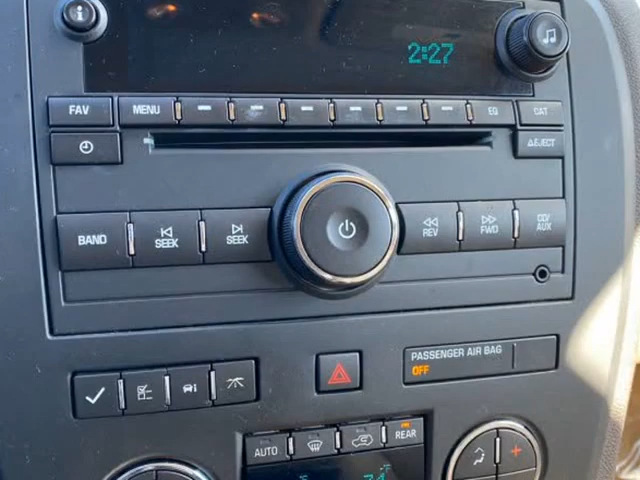 2:27
FAV
MENU
EQ
CAT
EJECT
BAND
SEEK
SEEK
REV
FWD
CD/
AUX
PASSENGER AIR BAG
OFF
AUTO
REAR
74